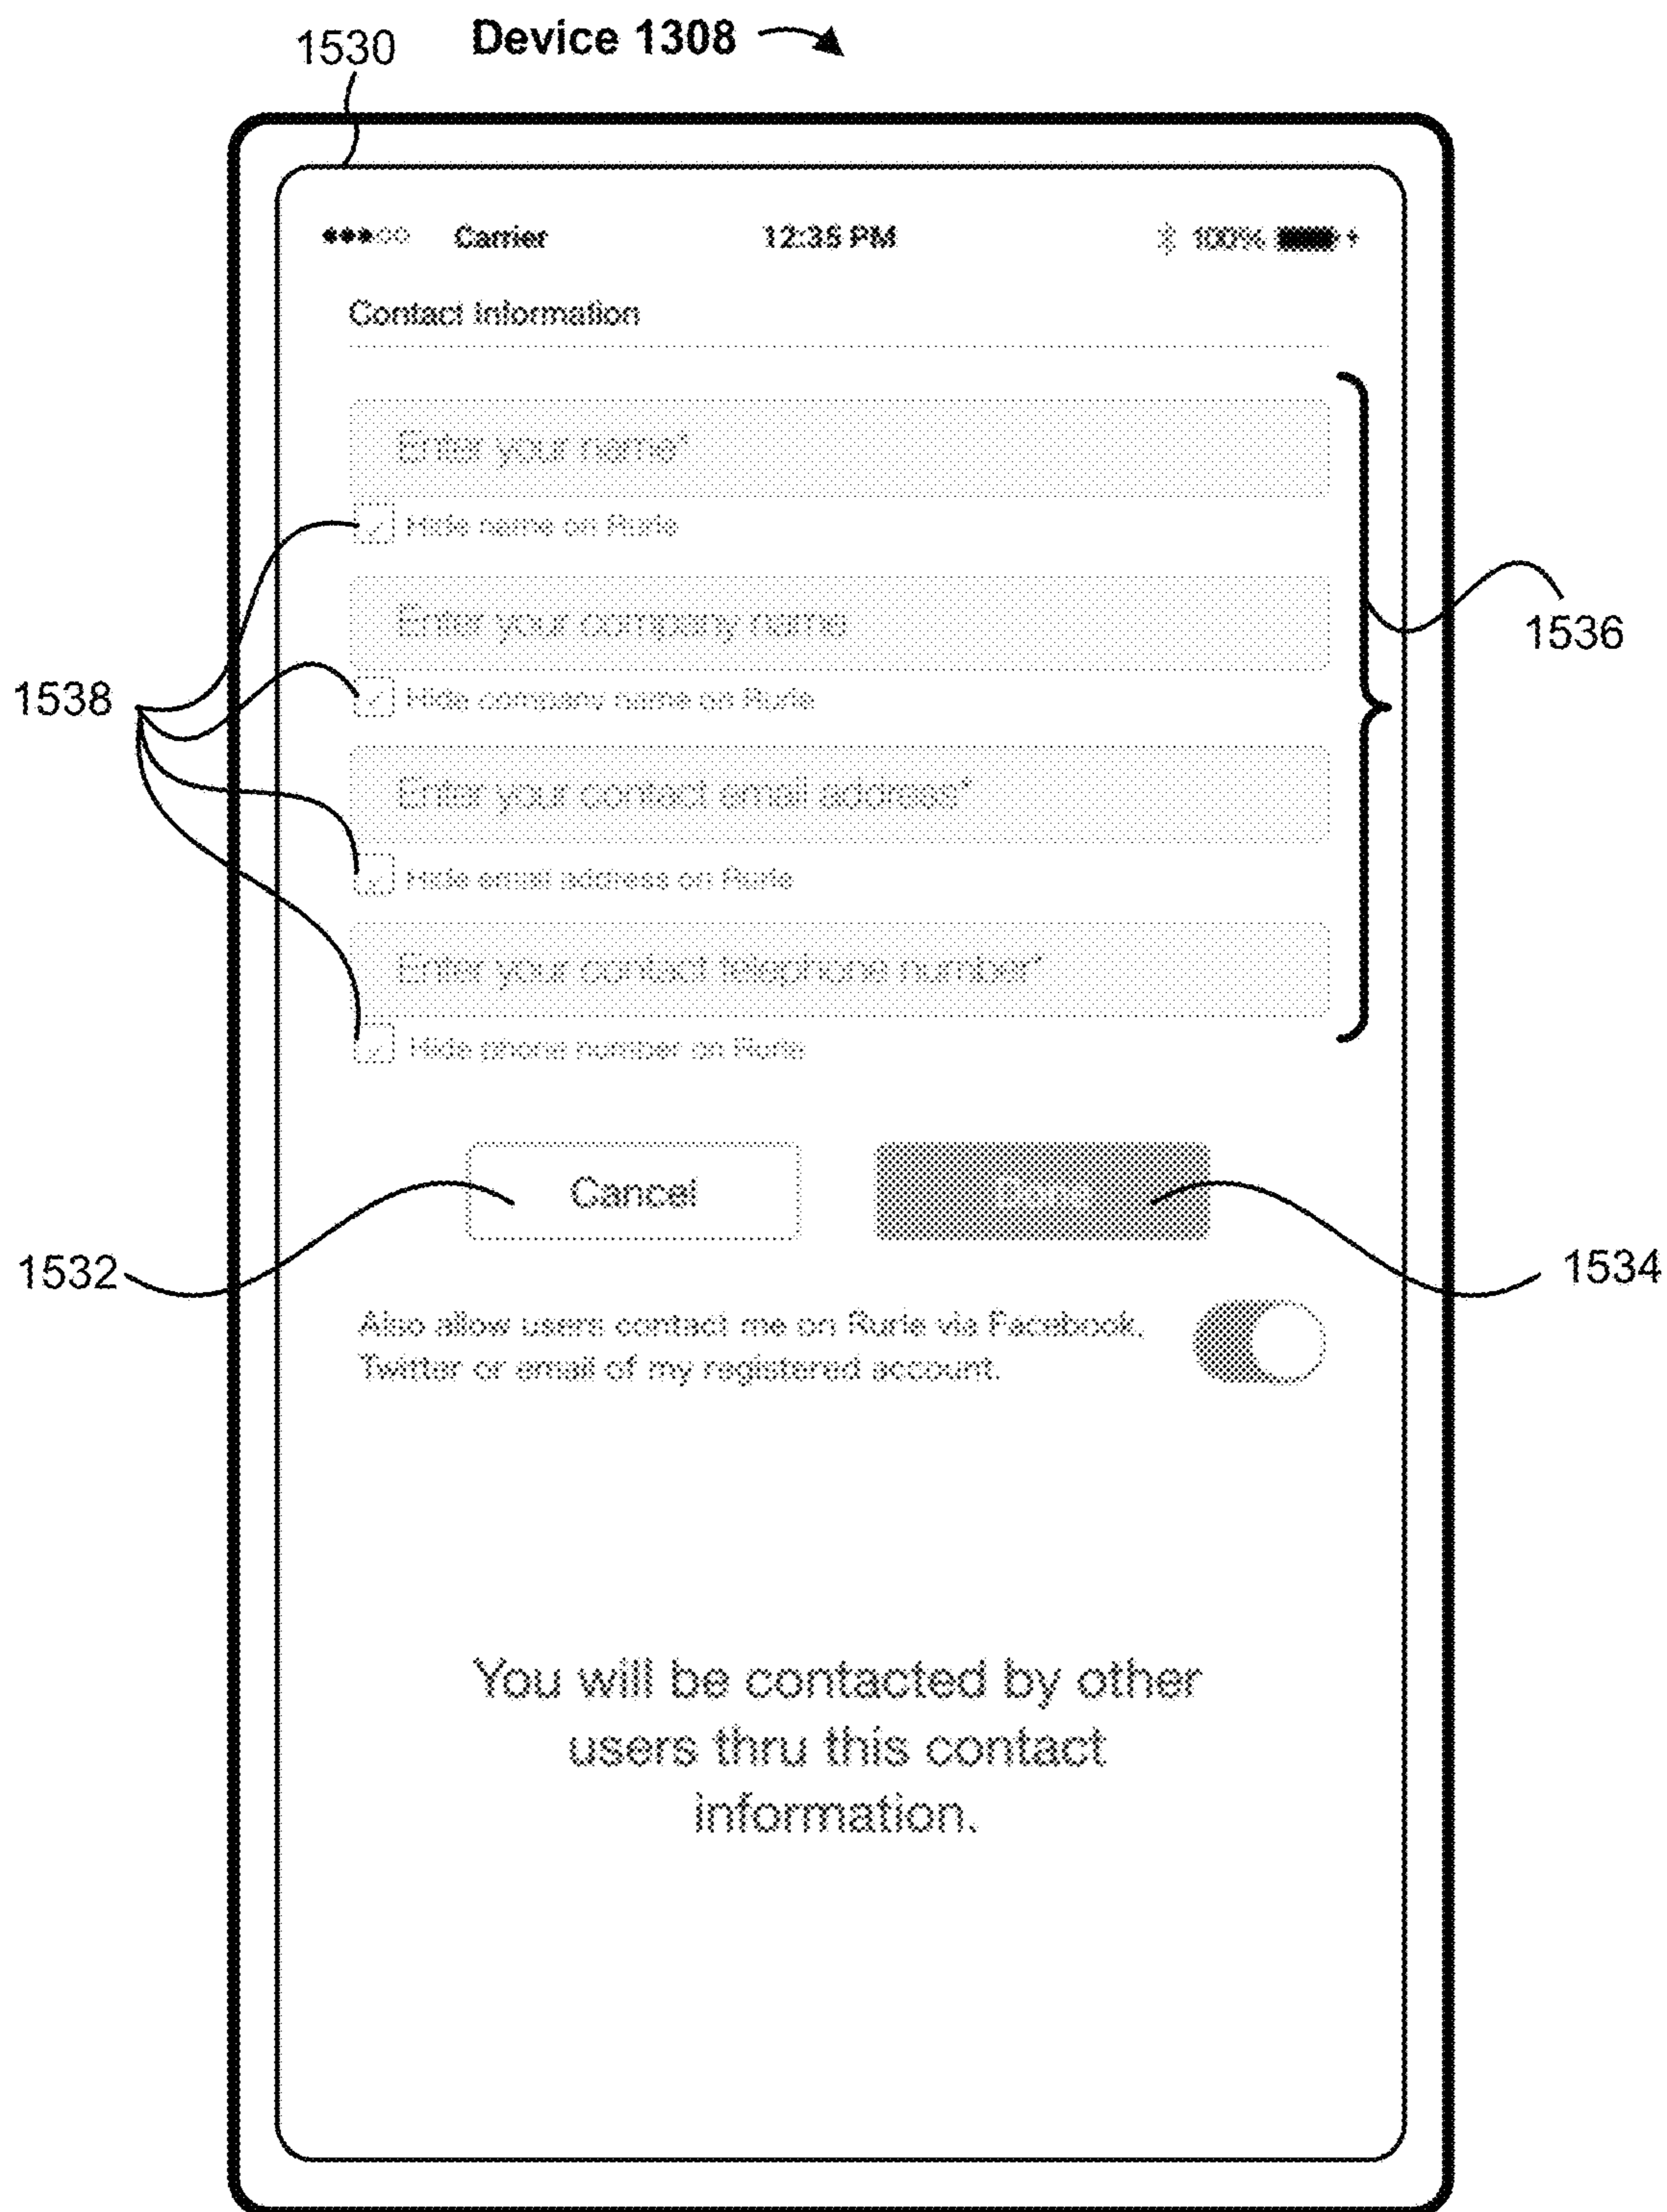 1530 Device 1308
Carrier 12:35 PM 100%
Contact Information
Enter your name*
Hide name on Rurle
1536
Enter your company name
1538
Hide company name on Rurle
Enter your contact email address*
Hide email address on Rurle
Enter your contact telephone number*
Hide phone number on Rurle
Cancel
1532
1534
Also allow users contact me on Rurle via Facebook,
Twitter or email of my registered account.
You will be contacted by other
users thru this contact
information.